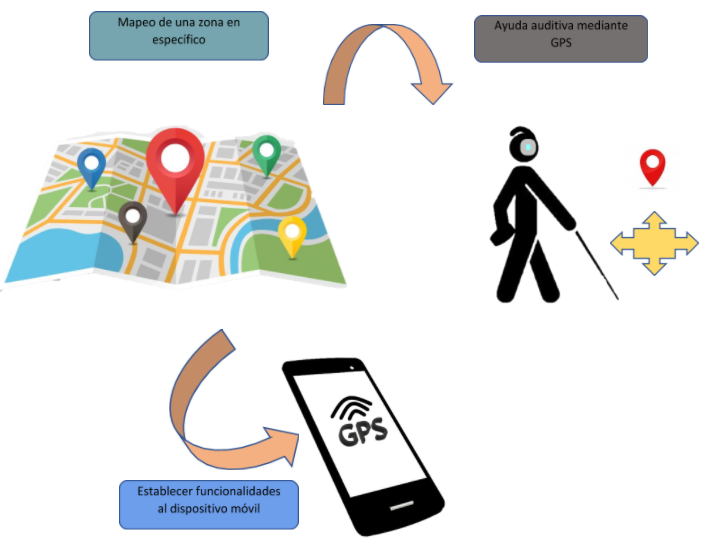 Mapeo de una zona en
específico
Ayuda auditiva mediante
GPS
GPS
Establecer funcionalidades
al dispositivo móvil